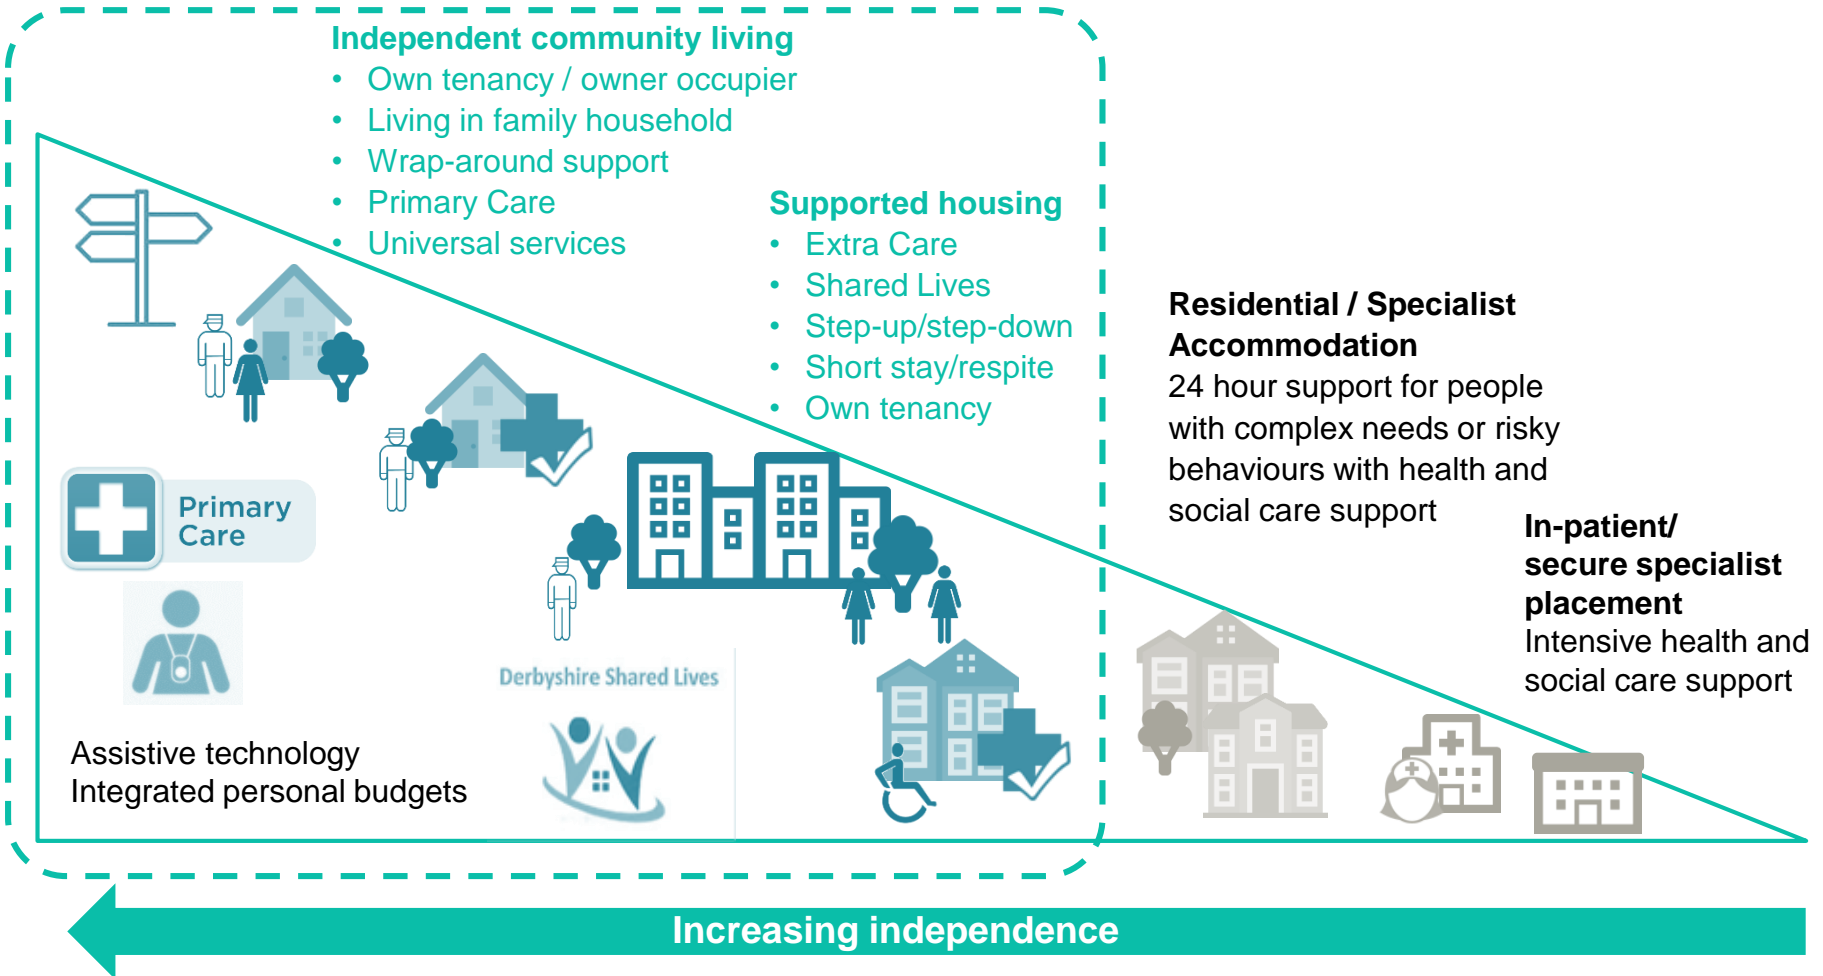 Independent community living
• Own tenancy / owner occupier
• Living in family household
• Wrap-around support
• Primary Care
• Universal services
Supported housing
• Extra Care
• Shared Lives
• Step-up/step-down
• Short stay/respite
• Own tenancy
Residential / Specialist
Accommodation
24 hour support for people
with complex needs or risky
behaviours with health and
social care support
In-patient/
secure specialist
placement
Intensive health and
social care support
Primary
Care
Derbyshire Shared Lives
Assistive technology
Integrated personal budgets
Increasing independence